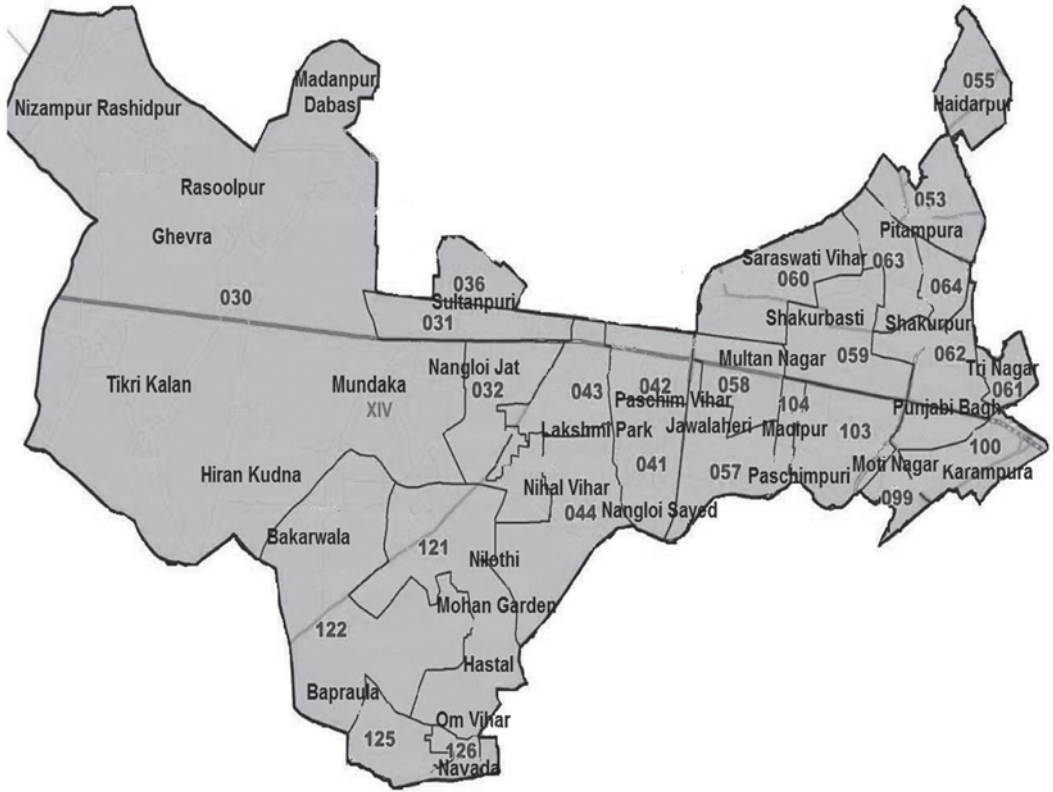 055
Haidarpur
Madanpur
Dabas
Nizampur Rashidpur
Rasoolpur
053
Ghevra
Pitampura
Saraswati Vihar
063
060
036
064
Sultanpuri
030
031
Shakurbasti
Shakurpur
Multan Nagar
059
062
Tri Nagar
061
Nangloi Jat
032
Tikri Kalan
Mundaka
XIV
043
042
058
Paschim Vihar
104
Punjabi Bagh
Lakshmi Park
Jawalaheri
Madipur
103
100
041
057
Paschimpuri
Moti Nagar
Karampura
099
Hiran Kudna
Nihal Vihar
044
Nangloi Sayed
Bakarwala
121
Nilothi
Mohan Garden
122
Hastal
Bapraula
Om Vihar
125
126
Navada